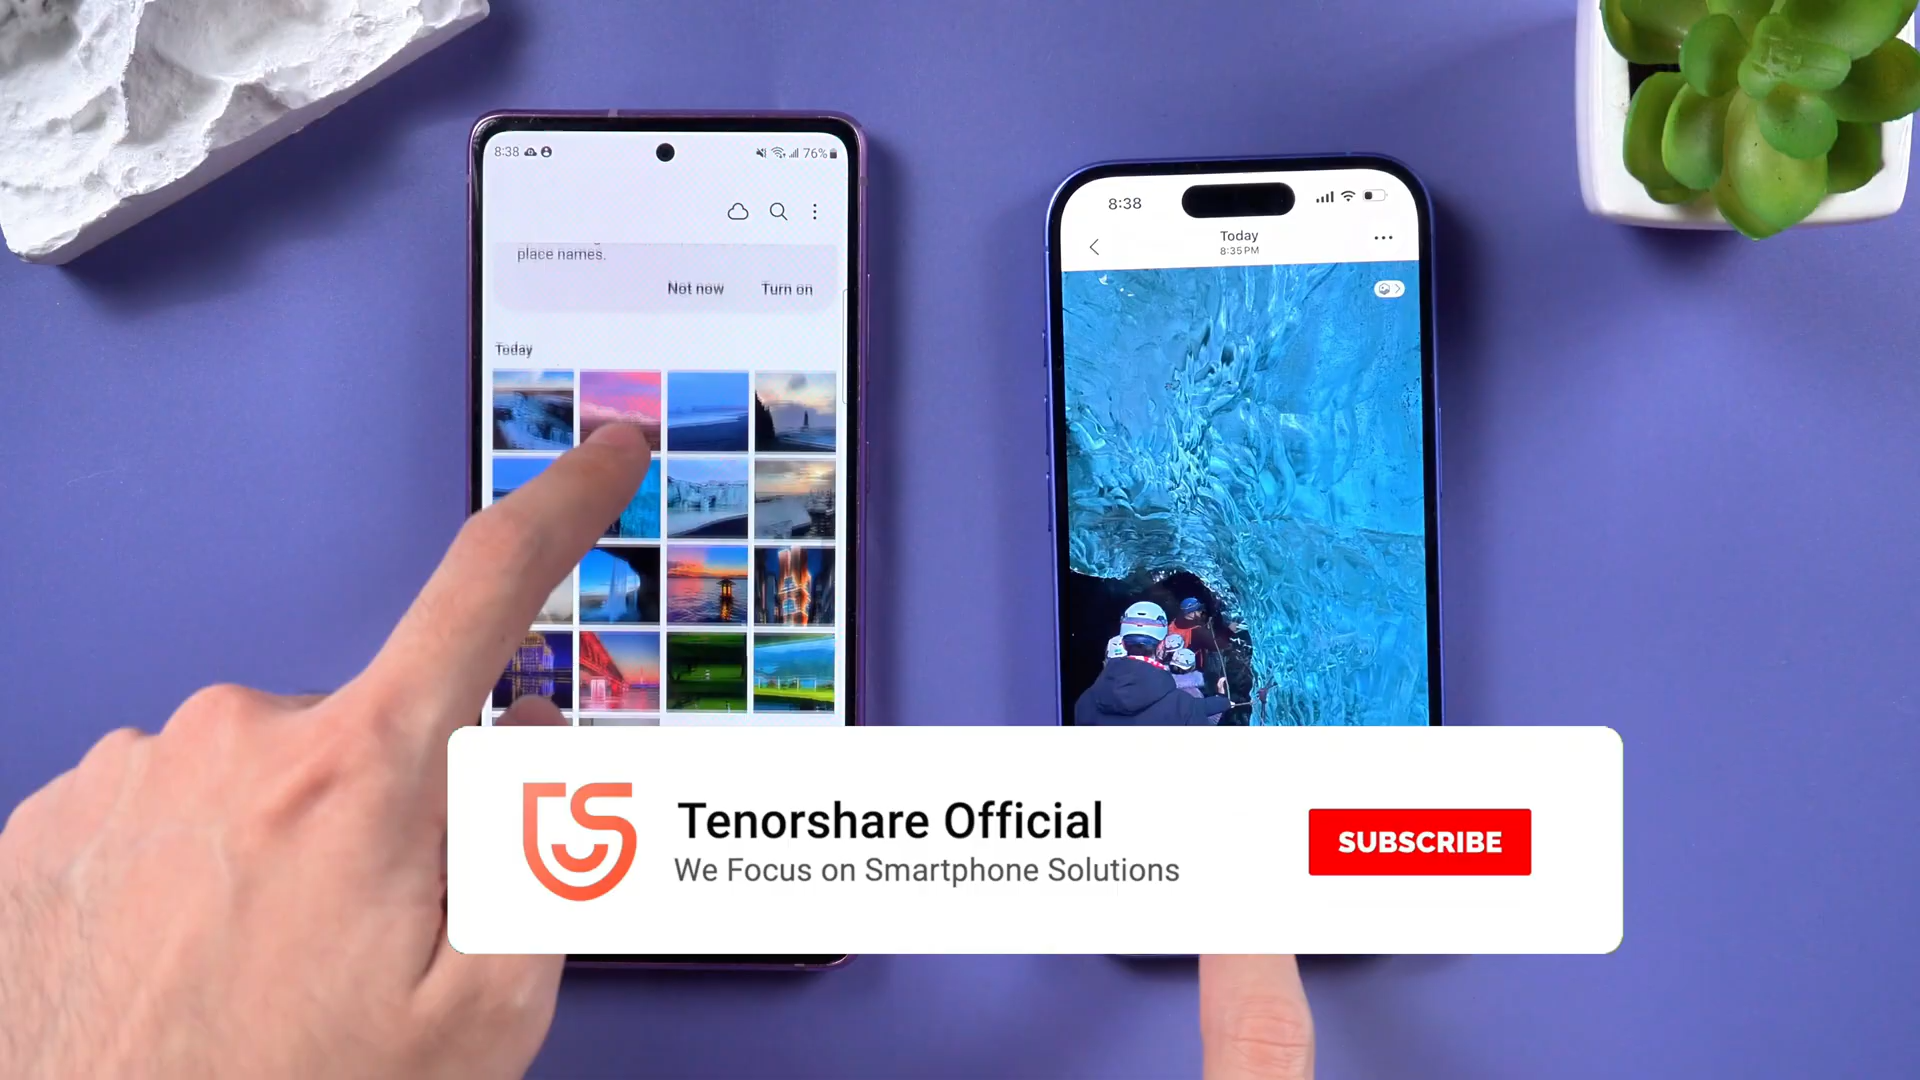 8:38
76%
place names.
Not now
Turn on
Today
8:38
Today
8:35 PM
Tenorshare Official
We Focus on Smartphone Solutions
SUBSCRIBE